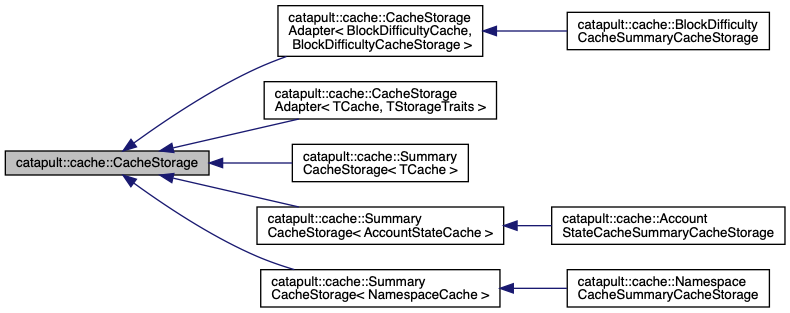 catapult::cache::CacheStorage
Adapter< BlockDifficultyCache,
BlockDifficultyCacheStorage >
catapult::cache::BlockDifficulty
CacheSummaryCacheStorage
catapult::cache::CacheStorage
Adapter< TCache, TStorageTraits >
catapult::cache::CacheStorage
catapult::cache::Summary
CacheStorage< TCache >
catapult::cache::Summary
CacheStorage< AccountStateCache >
catapult::cache::Account
StateCacheSummaryCacheStorage
catapult::cache::Summary
CacheStorage< NamespaceCache >
catapult::cache::Namespace
CacheSummaryCacheStorage